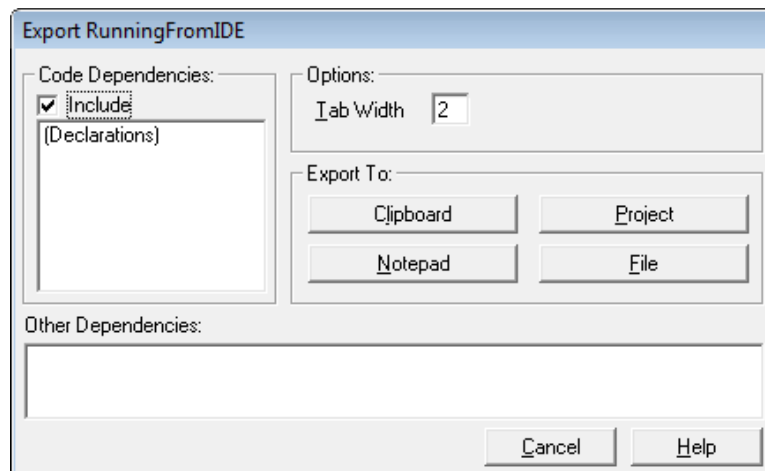 Export RunningFromIDE
Code Dependencies:
Include
(Declarations)
Options:
Tab Width 2
Export To:
Clipboard Project
Notepad File
Other Dependencies:
Cancel Help